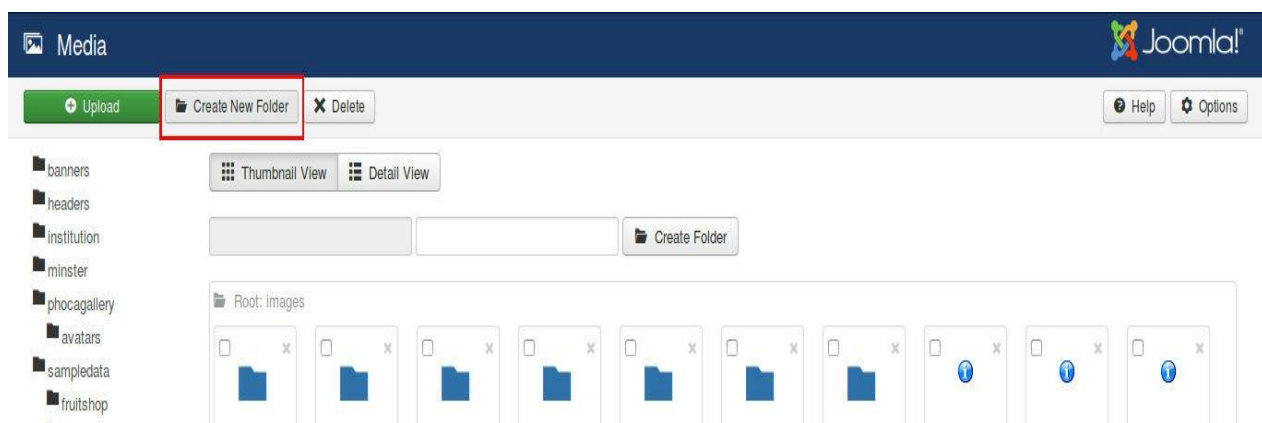 Media
Joomla!®
Upload
Create New Folder
Delete
Help
Options
banners
headers
institution
minster
phocagallery
avatars
sampledata
fruitshop
Thumbnail View
Detail View
Create Folder
Root: images